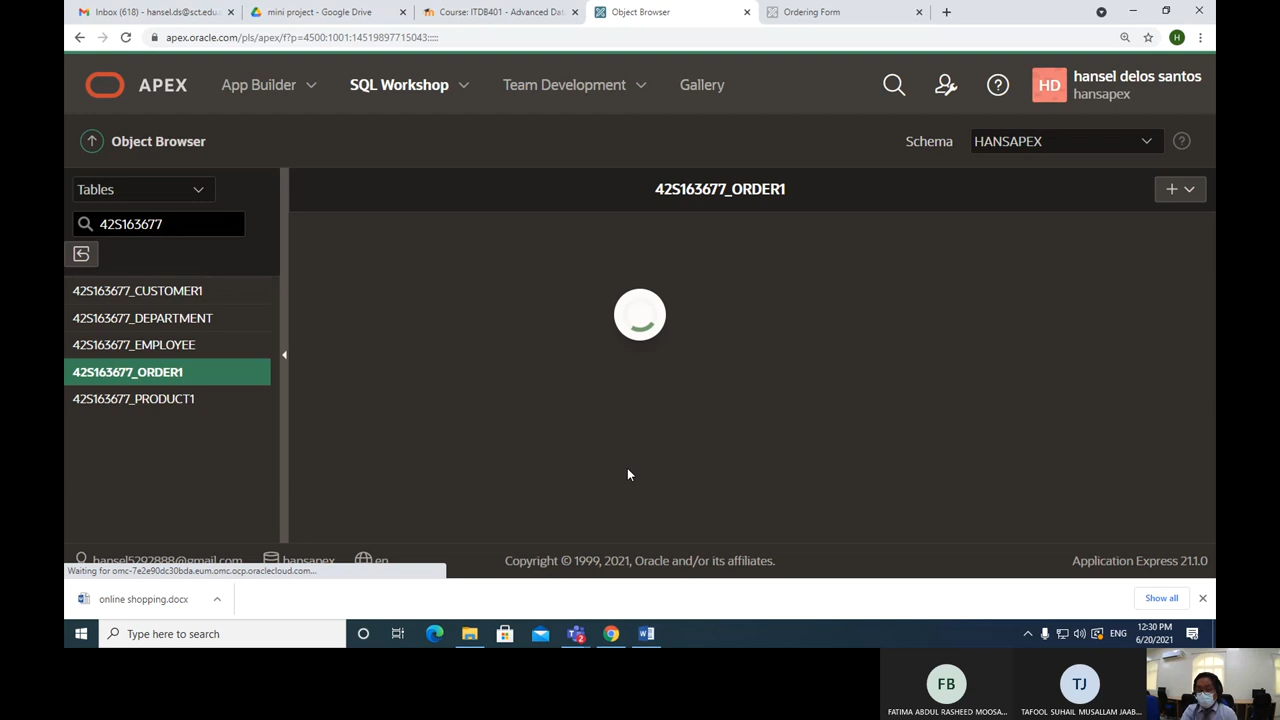 Inbox (618) - hansel.ds@sct.edu.
mini project - Google Drive
Course: ITDB401 - Advanced Dat
Object Browser
Ordering Form
apex.oracle.com/pls/apex/f?p=4500:1001:14519897715043:::::
H
APEX
App Builder
SQL Workshop
Team Development
Gallery
HD
hansel delos santos
hansapex
Object Browser
Schema
HANSAPEX
Tables
42S163677_ORDER1
42S163677
42S163677_CUSTOMER1
42S163677_DEPARTMENT
42S163677_EMPLOYEE
42S163677_ORDER1
42S163677_PRODUCT1
hansel5292888@gmail.com
hansapex
en
Copyright © 1999, 2021, Oracle and/or its affiliates.
Application Express 21.1.0
Waiting for omc-7e2e90dc30bda.eum.omc.ocp.oraclecloud.com...
online shopping.docx
Show all
Type here to search
ENG
12:30 PM
6/20/2021
FB
TJ
FATIMA ABDUL RASHEED MOOSA...
TAFOOL SUHAIL MUSALLAM JAAB...